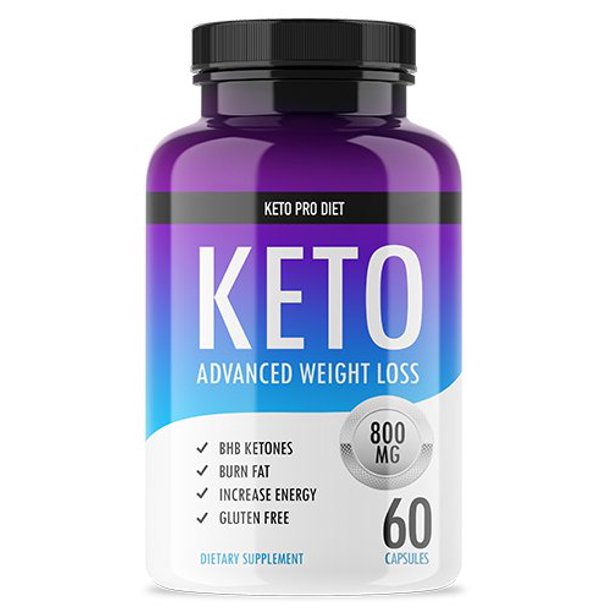 KETO PRO DIET
KETO
ADVANCED WEIGHT LOSS
✓ BHB KETONES
✓ BURN FAT
✓ INCREASE ENERGY
✓ GLUTEN FREE
800
MG
60
CAPSULES
DIETARY SUPPLEMENT